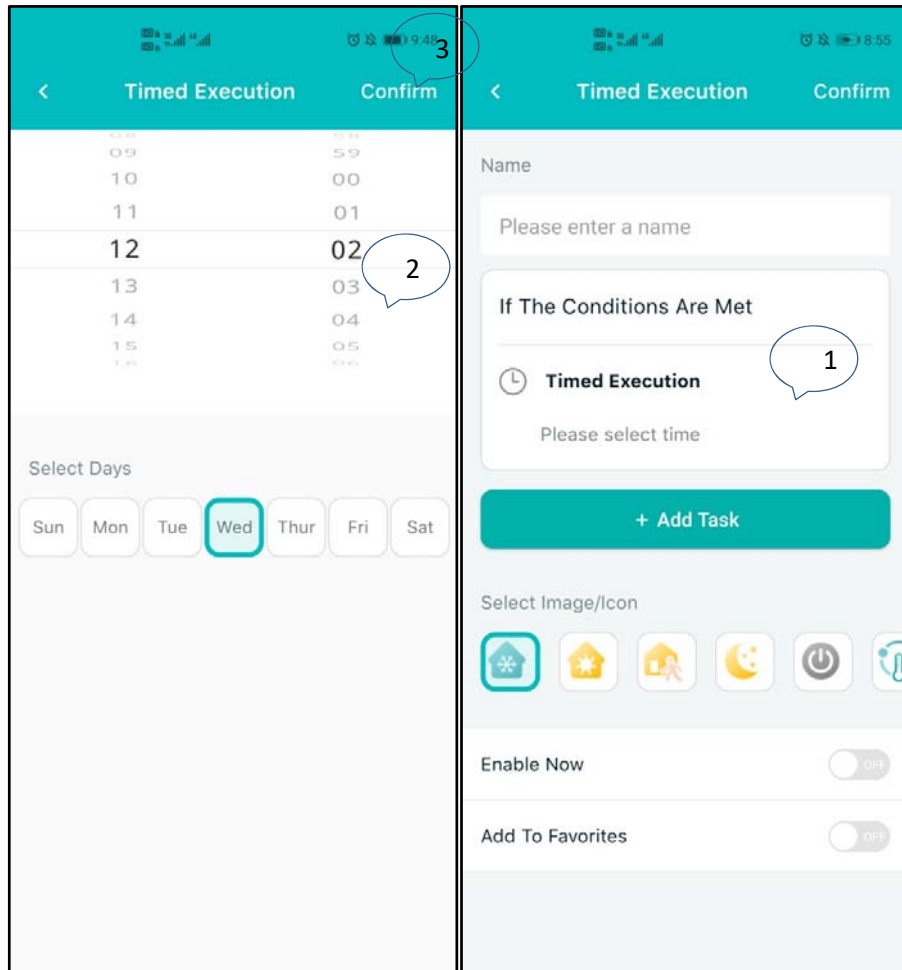 9:48
3
Timed Execution
Confirm
09 59
10 00
11 01
12 02
2
13 03
14 04
15 05
Select Days
Sun Mon Tue Wed Thur Fri Sat
8:55
Timed Execution
Confirm
Name
Please enter a name
If The Conditions Are Met
1
Timed Execution
Please select time
+ Add Task
Select Image/Icon
Enable Now
OFF
Add To Favorites
OFF